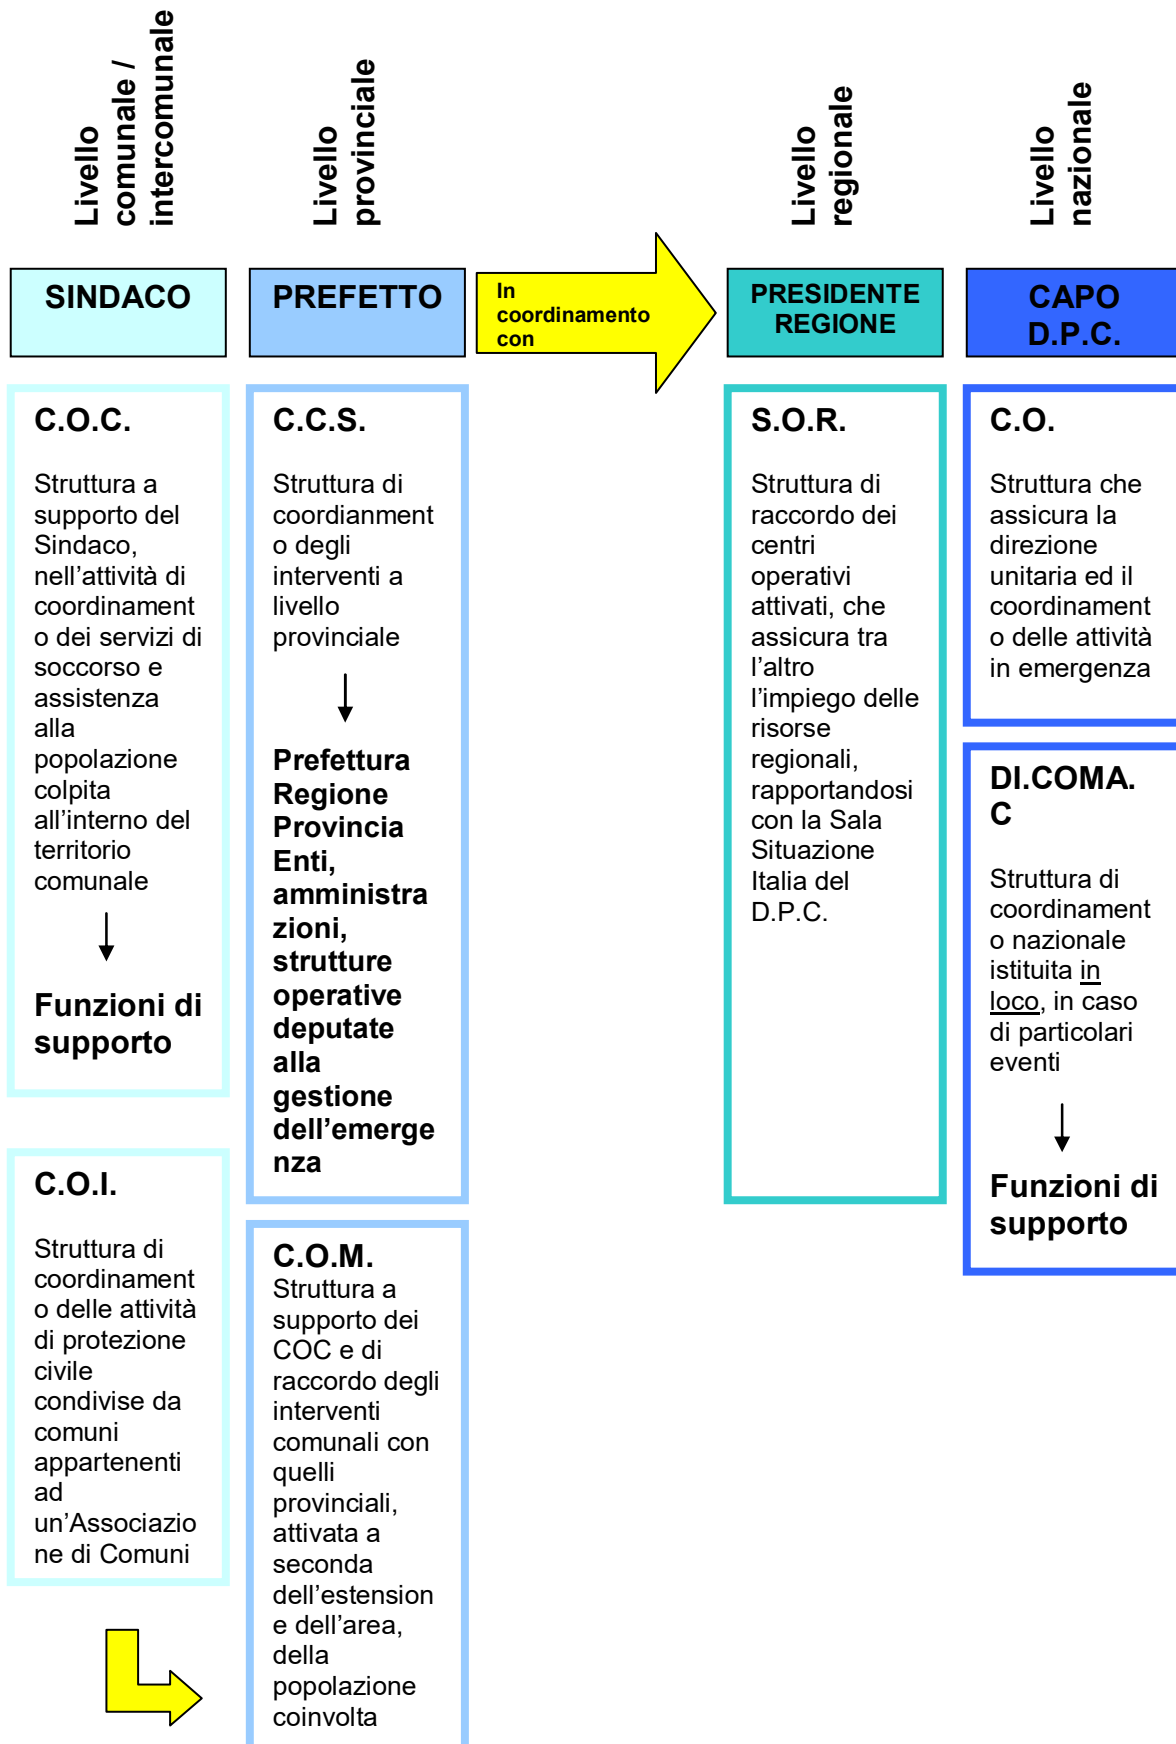 Livello
comunale /
intercomunale
Livello
provinciale
Livello
regionale
Livello
nazionale
SINDACO
PREFETTO
In
coordinamento
con
PRESIDENTE
REGIONE
CAPO
D.P.C.
C.O.C.
Struttura a
supporto del
Sindaco,
nell’attività di
coordinament
o dei servizi di
soccorso e
assistenza
alla
popolazione
colpita
all’interno del
territorio
comunale
Funzioni di
supporto
C.O.I.
Struttura di
coordinament
o delle attività
di protezione
civile
condivise da
comuni
appartenenti
ad
un’Associazio
ne di Comuni
C.C.S.
Struttura di
coordianment
o degli
interventi a
livello
provinciale
Prefettura
Regione
Provincia
Enti,
amministra
zioni,
strutture
operative
deputate
alla
gestione
dell’emerge
nza
C.O.M.
Struttura a
supporto dei
COC e di
raccordo degli
interventi
comunali con
quelli
provinciali,
attivata a
seconda
dell’estension
e dell’area,
della
popolazione
coinvolta
S.O.R.
Struttura di
raccordo dei
centri
operativi
attivati, che
assicura tra
l’altro
l’impiego delle
risorse
regionali,
rapportandosi
con la Sala
Situazione
Italia del
D.P.C.
C.O.
Struttura che
assicura la
direzione
unitaria ed il
coordinament
o delle attività
in emergenza
DI.COMA.
C
Struttura di
coordinament
o nazionale
istituita in
loco, in caso
di particolari
eventi
Funzioni di
supporto